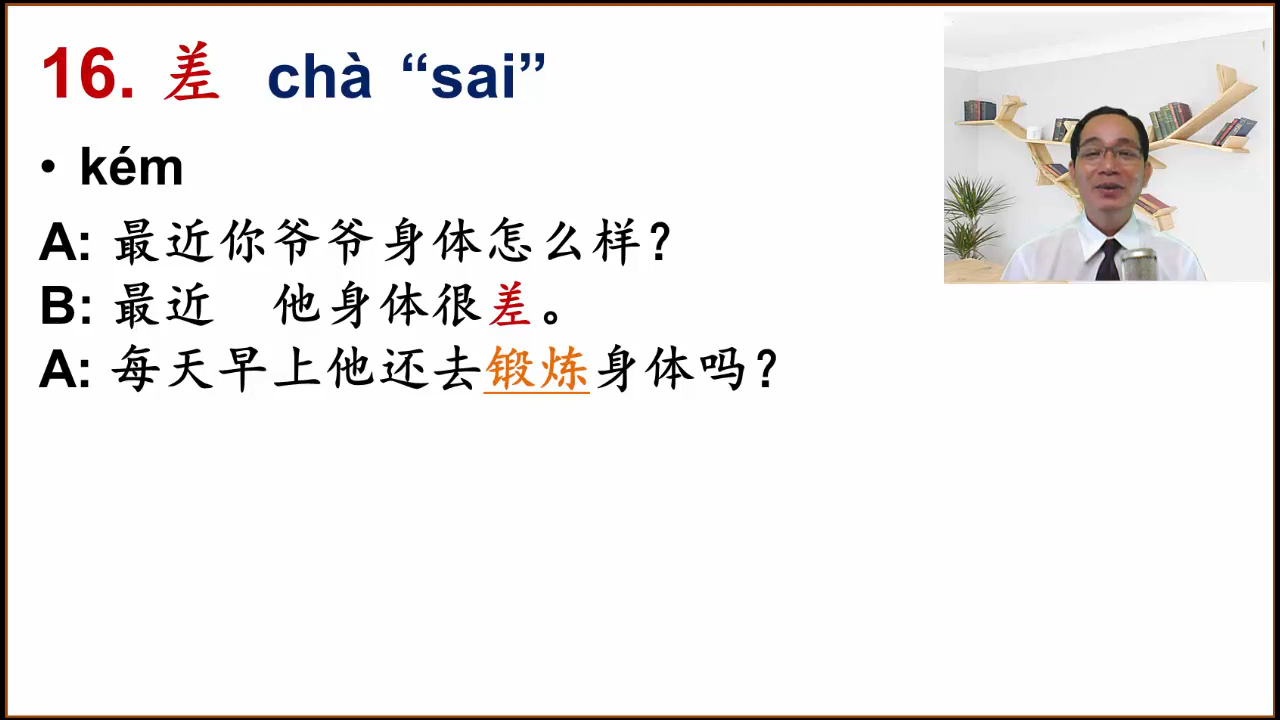 16. 差 chà “sai”
• kém
A: 最近你爷爷身体怎么样？
B: 最近 他身体很差。
A: 每天早上他还去锻炼身体吗？